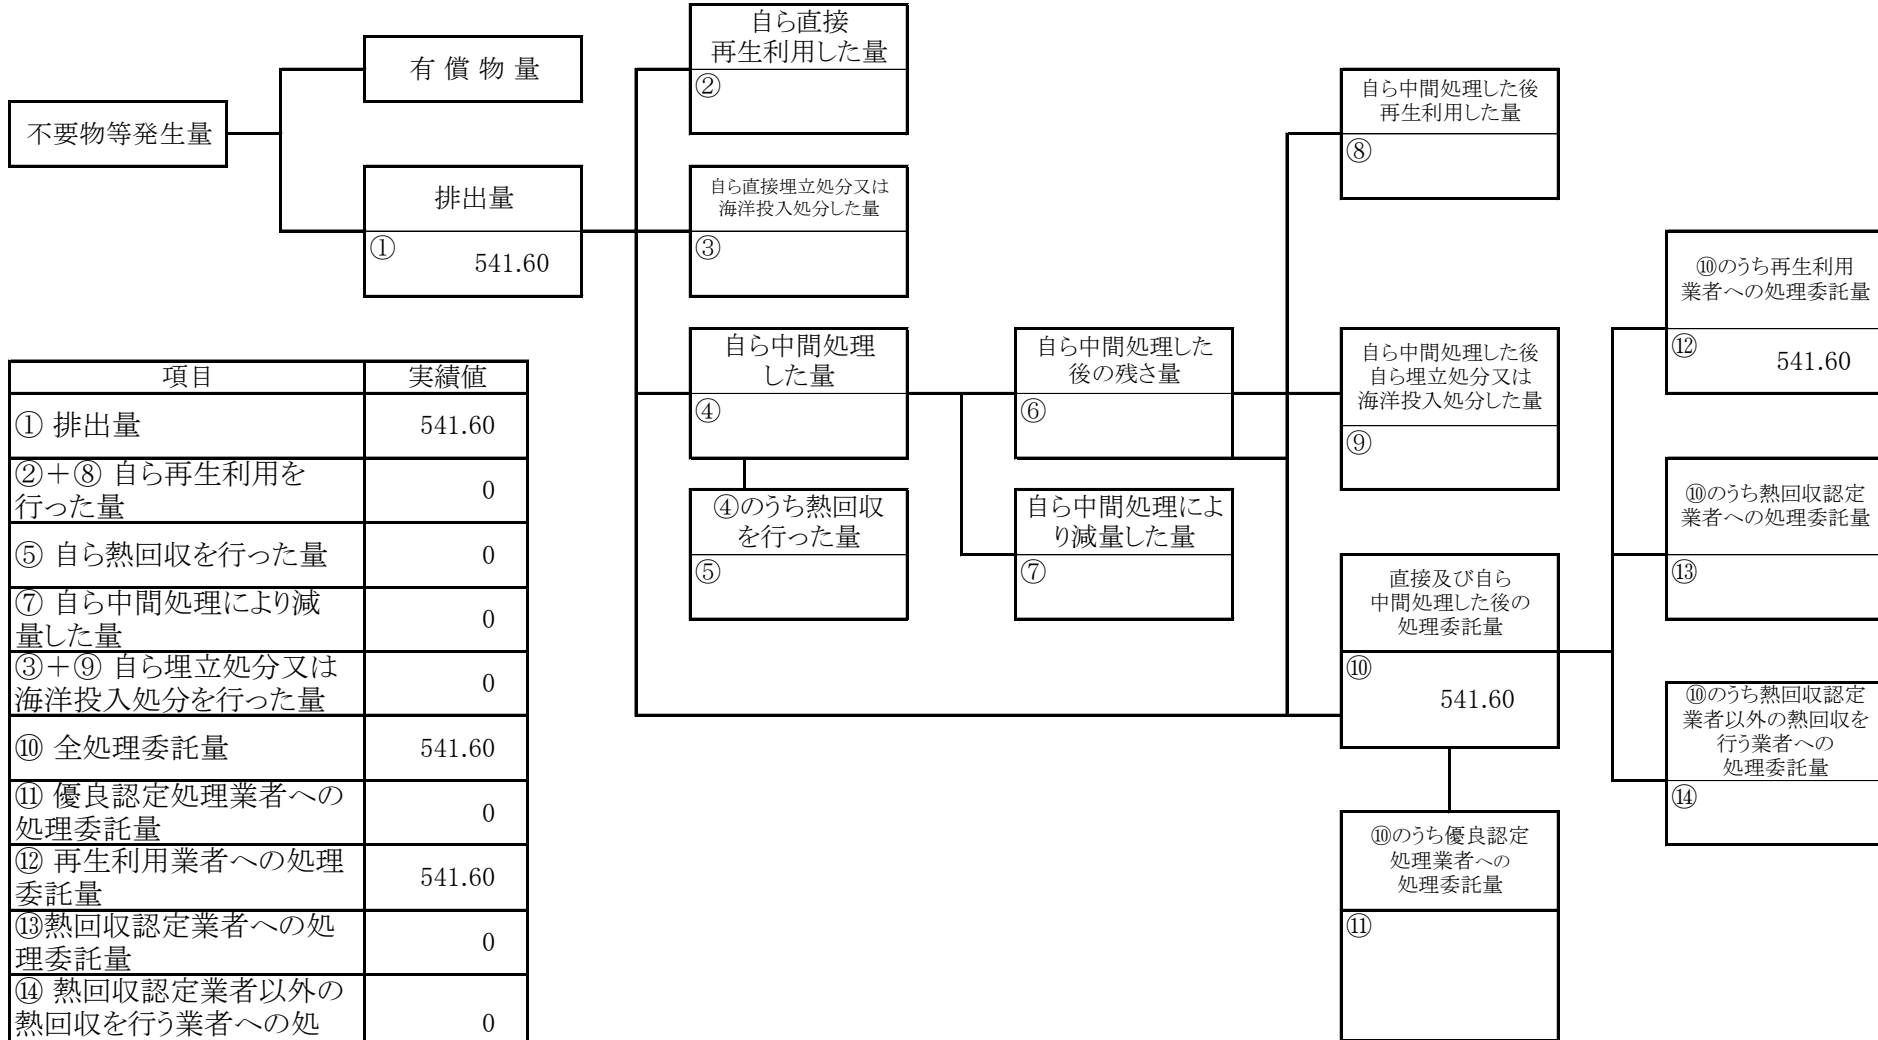 不要物等発生量
有 償 物 量
排出量
①
541.60
自ら直接
再生利用した量
②
自ら直接埋立処分又は
海洋投入処分した量
③
自ら中間処理
した量
④
④のうち熱回収
を行った量
⑤
自ら中間処理した
後の残さ量
⑥
自ら中間処理によ
り減量した量
⑦
自ら中間処理した後
再生利用した量
⑧
自ら中間処理した後
自ら埋立処分又は
海洋投入処分した量
⑨
直接及び自ら
中間処理した後の
処理委託量
⑩
541.60
⑩のうち優良認定
処理業者への
処理委託量
⑪
⑩のうち再生利用
業者への処理委託量
⑫
541.60
⑩のうち熱回収認定
業者への処理委託量
⑬
⑩のうち熱回収認定
業者以外の熱回収を
行う業者への
処理委託量
⑭
項目 実績値
① 排出量 541.60
②+⑧ 自ら再生利用を
行った量 0
⑤ 自ら熱回収を行った量 0
⑦ 自ら中間処理により減
量した量 0
③+⑨ 自ら埋立処分又は
海洋投入処分を行った量 0
⑩ 全処理委託量 541.60
⑪ 優良認定処理業者への
処理委託量 0
⑫ 再生利用業者への処理
委託量 541.60
⑬熱回収認定業者への処
理委託量 0
⑭ 熱回収認定業者以外の
熱回収を行う業者への処 0